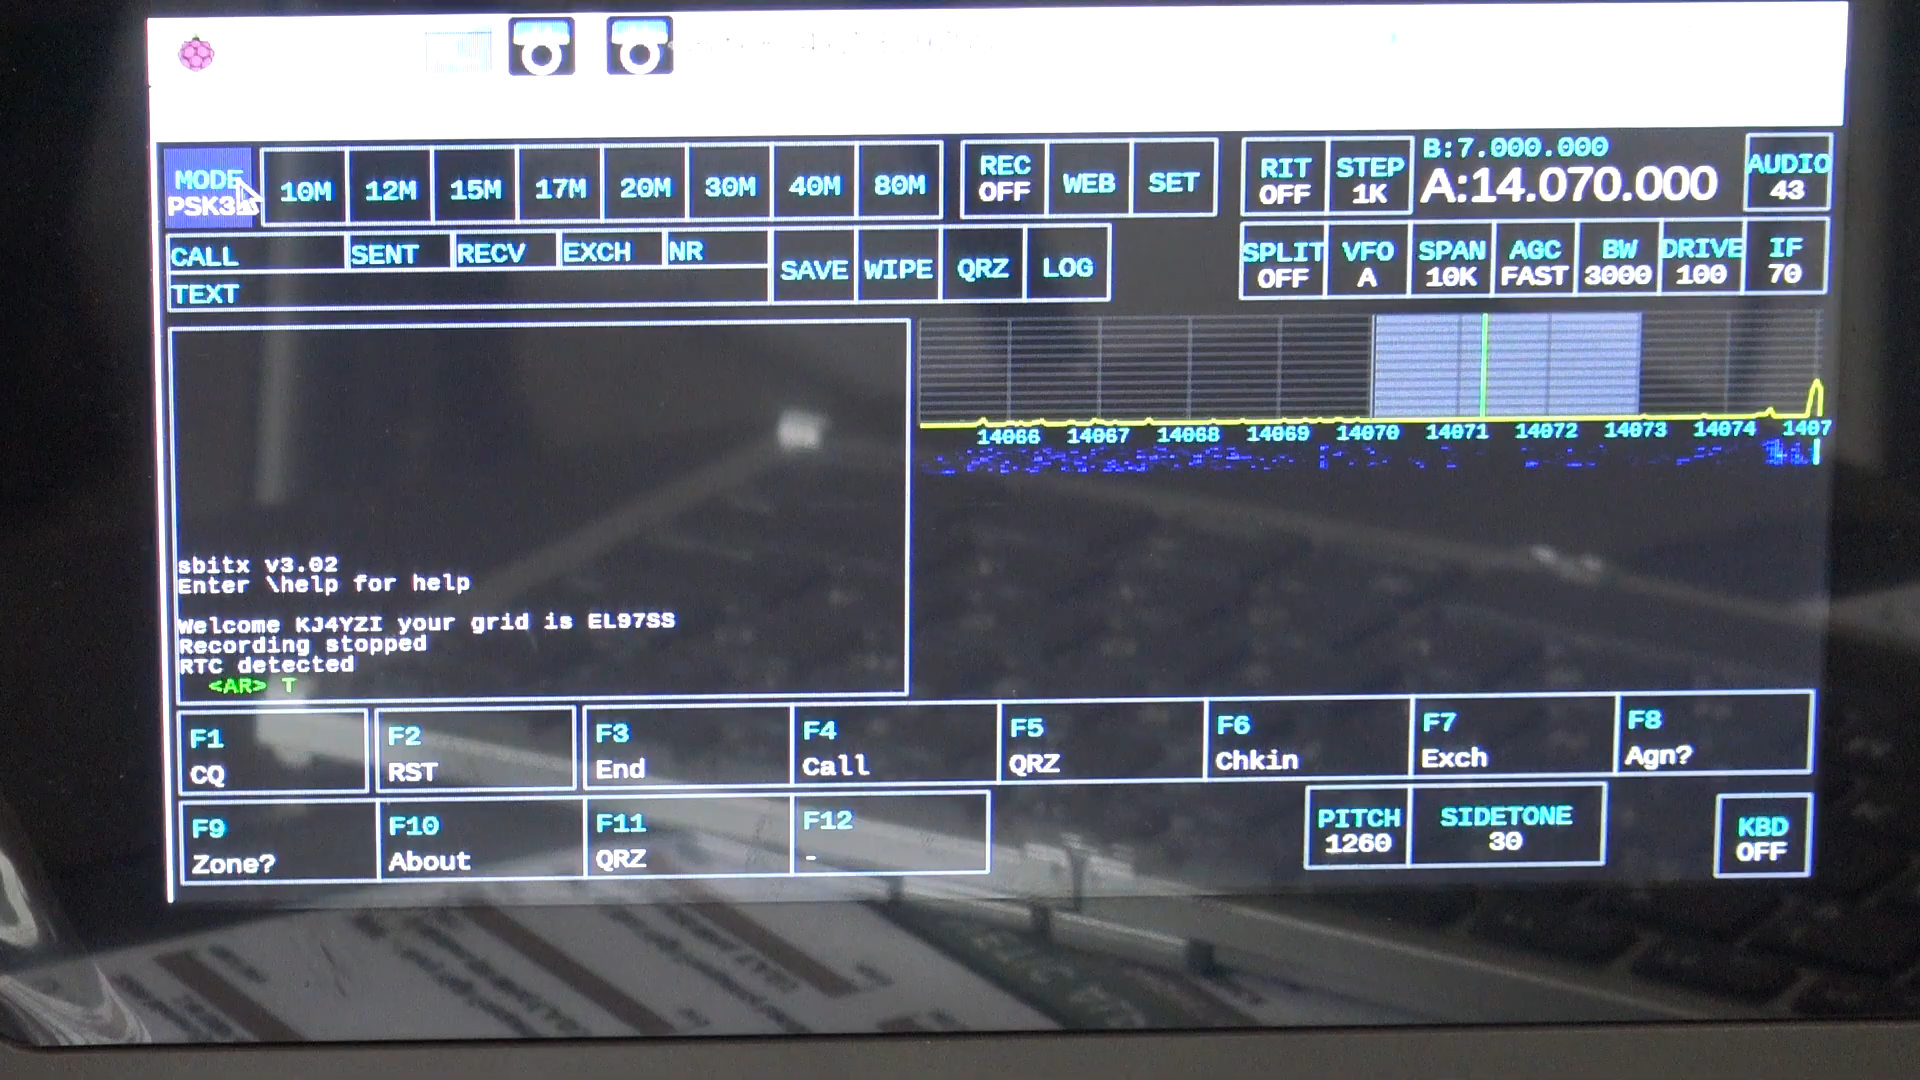 MODE
10M 12M 15M 17M 20M 30M 40M 80M
REC
OFF
WEB
SET
RIT
OFF
STEP
1K
B:7.000.000
A:14.070.000
AUDIO
43
CALL SENT RECV EXCH NR
TEXT
SAVE WIPE QRZ LOG
SPLIT
OFF
VFO
A
SPAN
10K
AGC
FAST
BW
3000
DRIVE
100
IF
70
14066 14067 14068 14069 14070 14071 14072 14073 14074 1407
sbitx v3.02
Enter \help for help
Welcome KJ4YZI your grid is EL97SS
Recording stopped
RTC detected
<AR> T
F1
CQ
F2
RST
F3
End
F4
Call
F5
QRZ
F6
Chkin
F7
Exch
F8
Agn?
F9
Zone?
F10
About
F11
QRZ
F12
-
PITCH
1260
SIDETONE
30
KBD
OFF